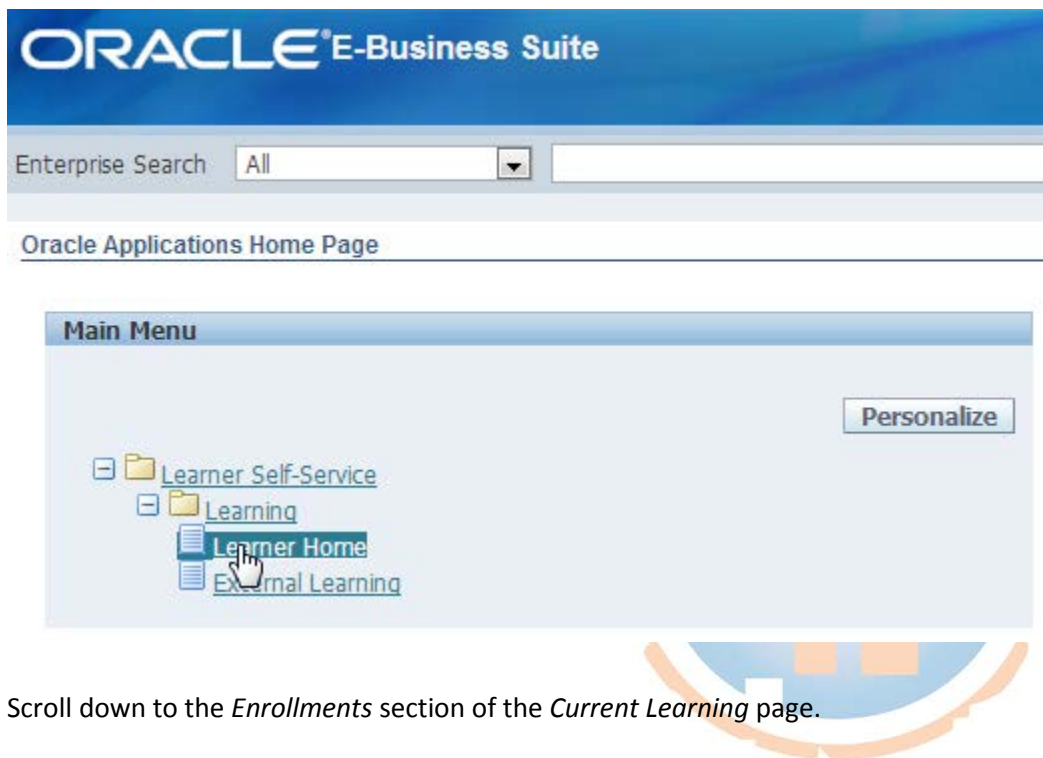 ORACLE® E-Business Suite
Enterprise Search All
Oracle Applications Home Page
Main Menu
Personalize
Learner Self-Service
Learning
Learner Home
External Learning
Scroll down to the Enrollments section of the Current Learning page.